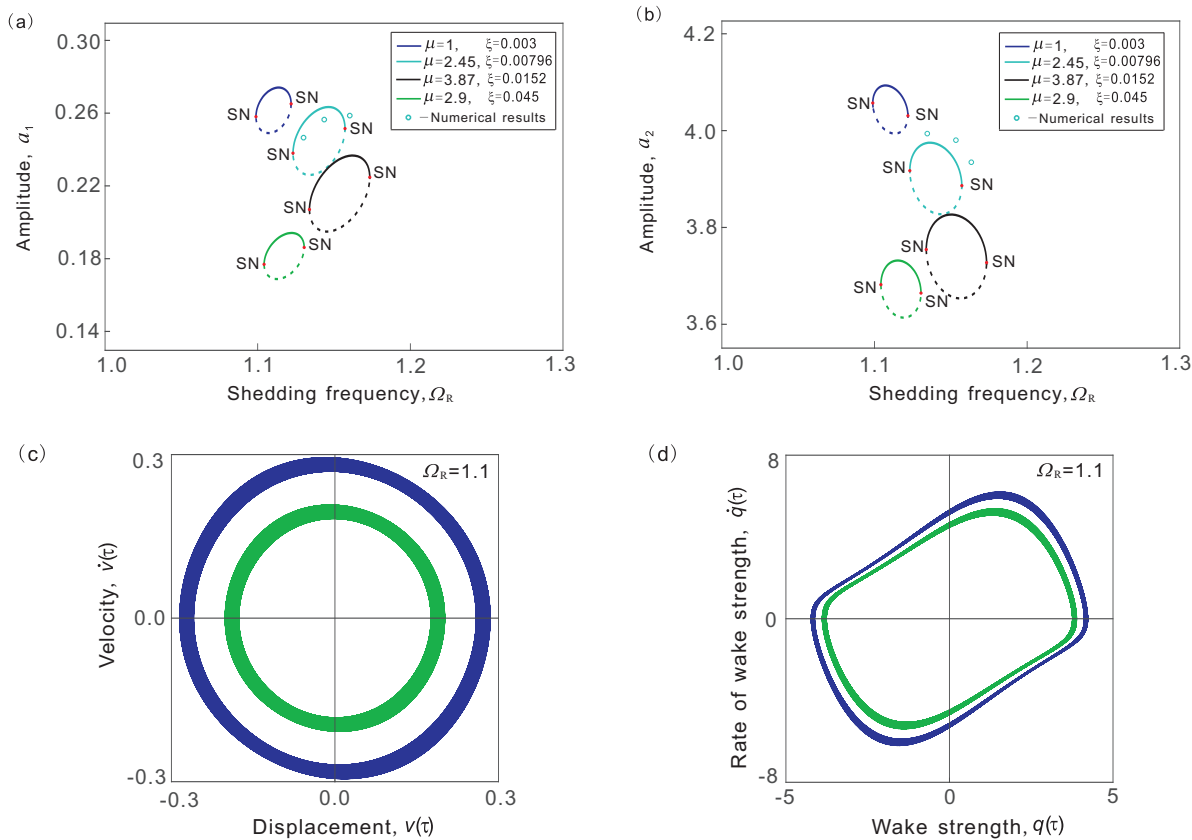 (a)
0.30
0.26
0.22
0.18
0.14
1.0
1.1
1.2
1.3
Amplitude, a₁
Shedding frequency, Ω_R
μ=1, ξ=0.003
μ=2.45, ξ=0.00796
μ=3.87, ξ=0.0152
μ=2.9, ξ=0.045
−Numerical results
SN
SN
SN
SN
SN
SN
SN
SN
(b)
4.2
4.0
3.8
3.6
1.0
1.1
1.2
1.3
Amplitude, a₂
Shedding frequency, Ω_R
μ=1, ξ=0.003
μ=2.45, ξ=0.00796
μ=3.87, ξ=0.0152
μ=2.9, ξ=0.045
−Numerical results
SN
SN
SN
SN
SN
SN
SN
SN
(c)
0.3
0.0
-0.3
-0.3
0.0
0.3
Ω_R=1.1
Velocity, v̇(τ)
Displacement, v(τ)
(d)
8
0
-8
-5
0
5
Ω_R=1.1
Rate of wake strength, q̇(τ)
Wake strength, q(τ)